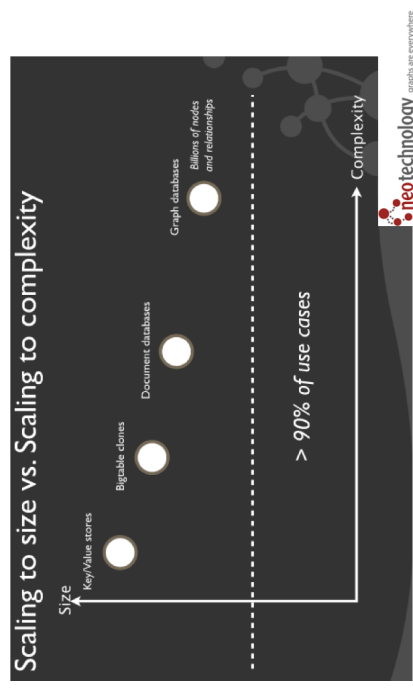 Scaling to size vs. Scaling to complexity
Size
Key/Value stores
Bigtable clones
Document databases
Graph databases
Billions of nodes
and relationships
> 90% of use cases
Complexity
neotechnology
graphs are everywhere